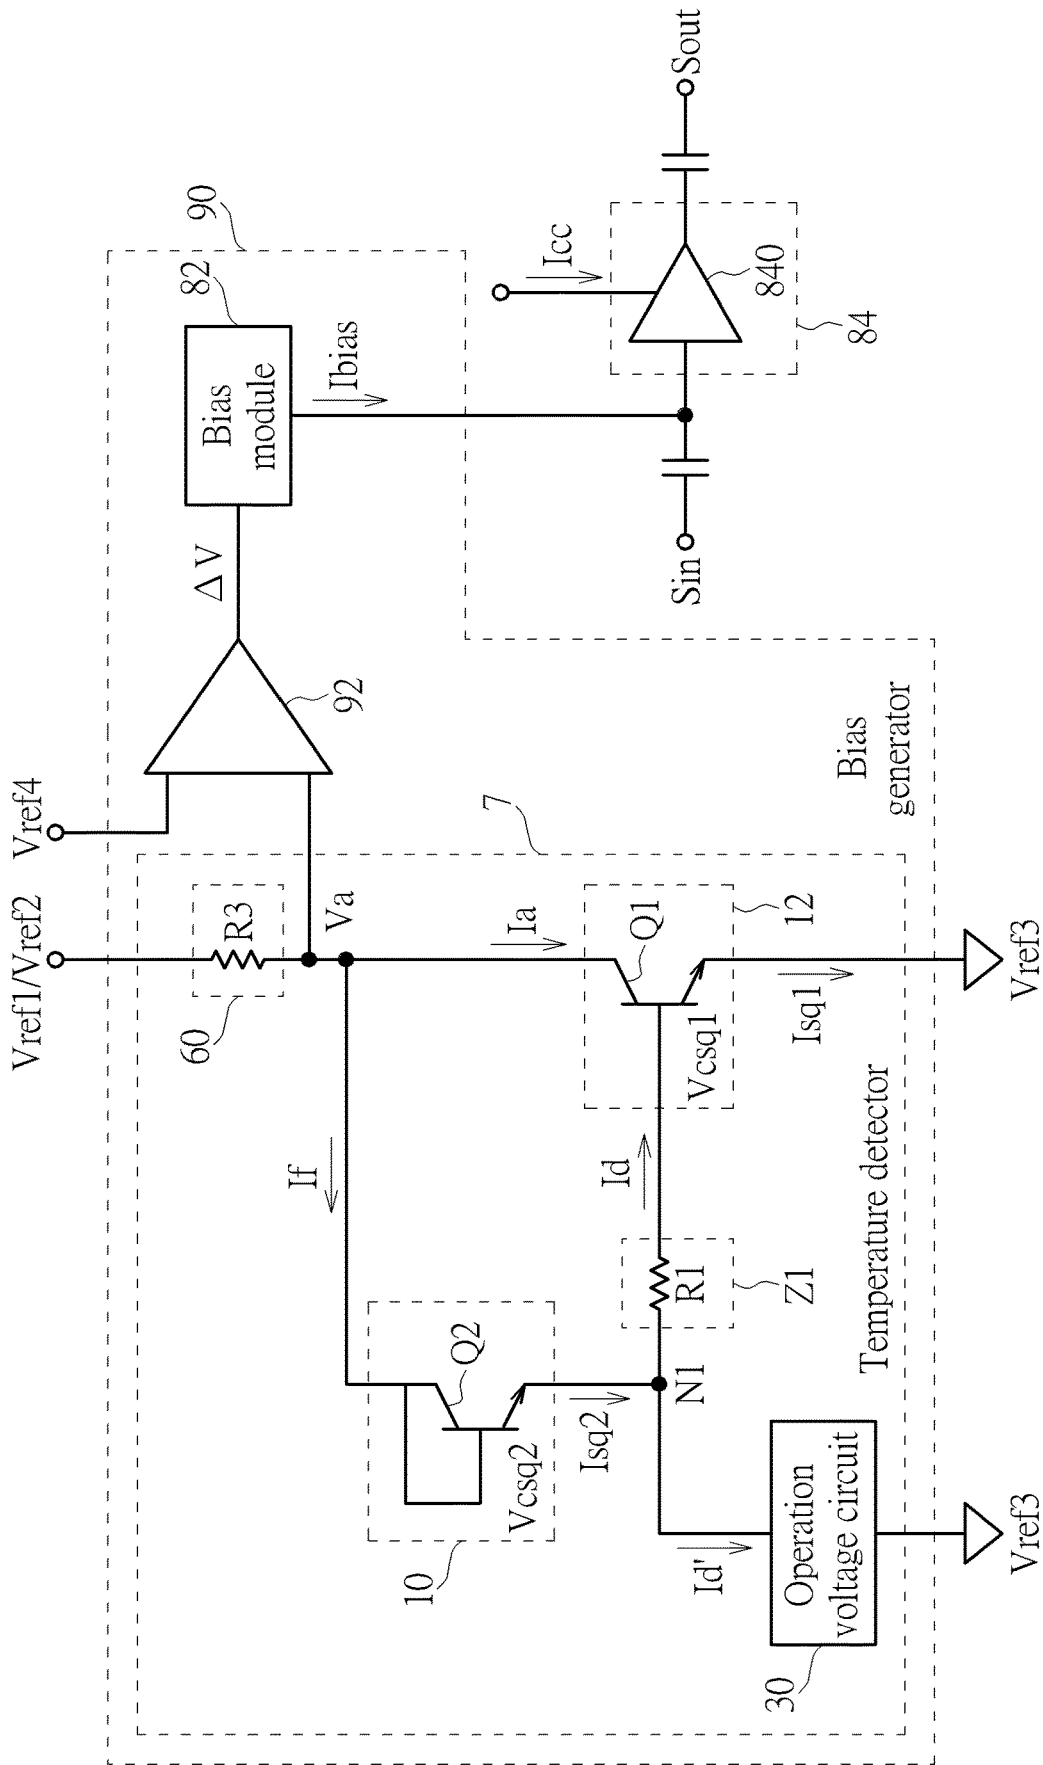 Vref4
Vref1/Vref2
90
82
Bias
module
ΔV
92
Ibias
Icc
Sin
Sout
840
84
60
R3
Va
7
Bias
generator
If
Ia
Q1
12
Vcsq1
Isq1
Vref3
10
Q2
Vcsq2
Isq2
N1
R1
Z1
Id
Id'
Operation
voltage circuit
30
Temperature detector
Vref3